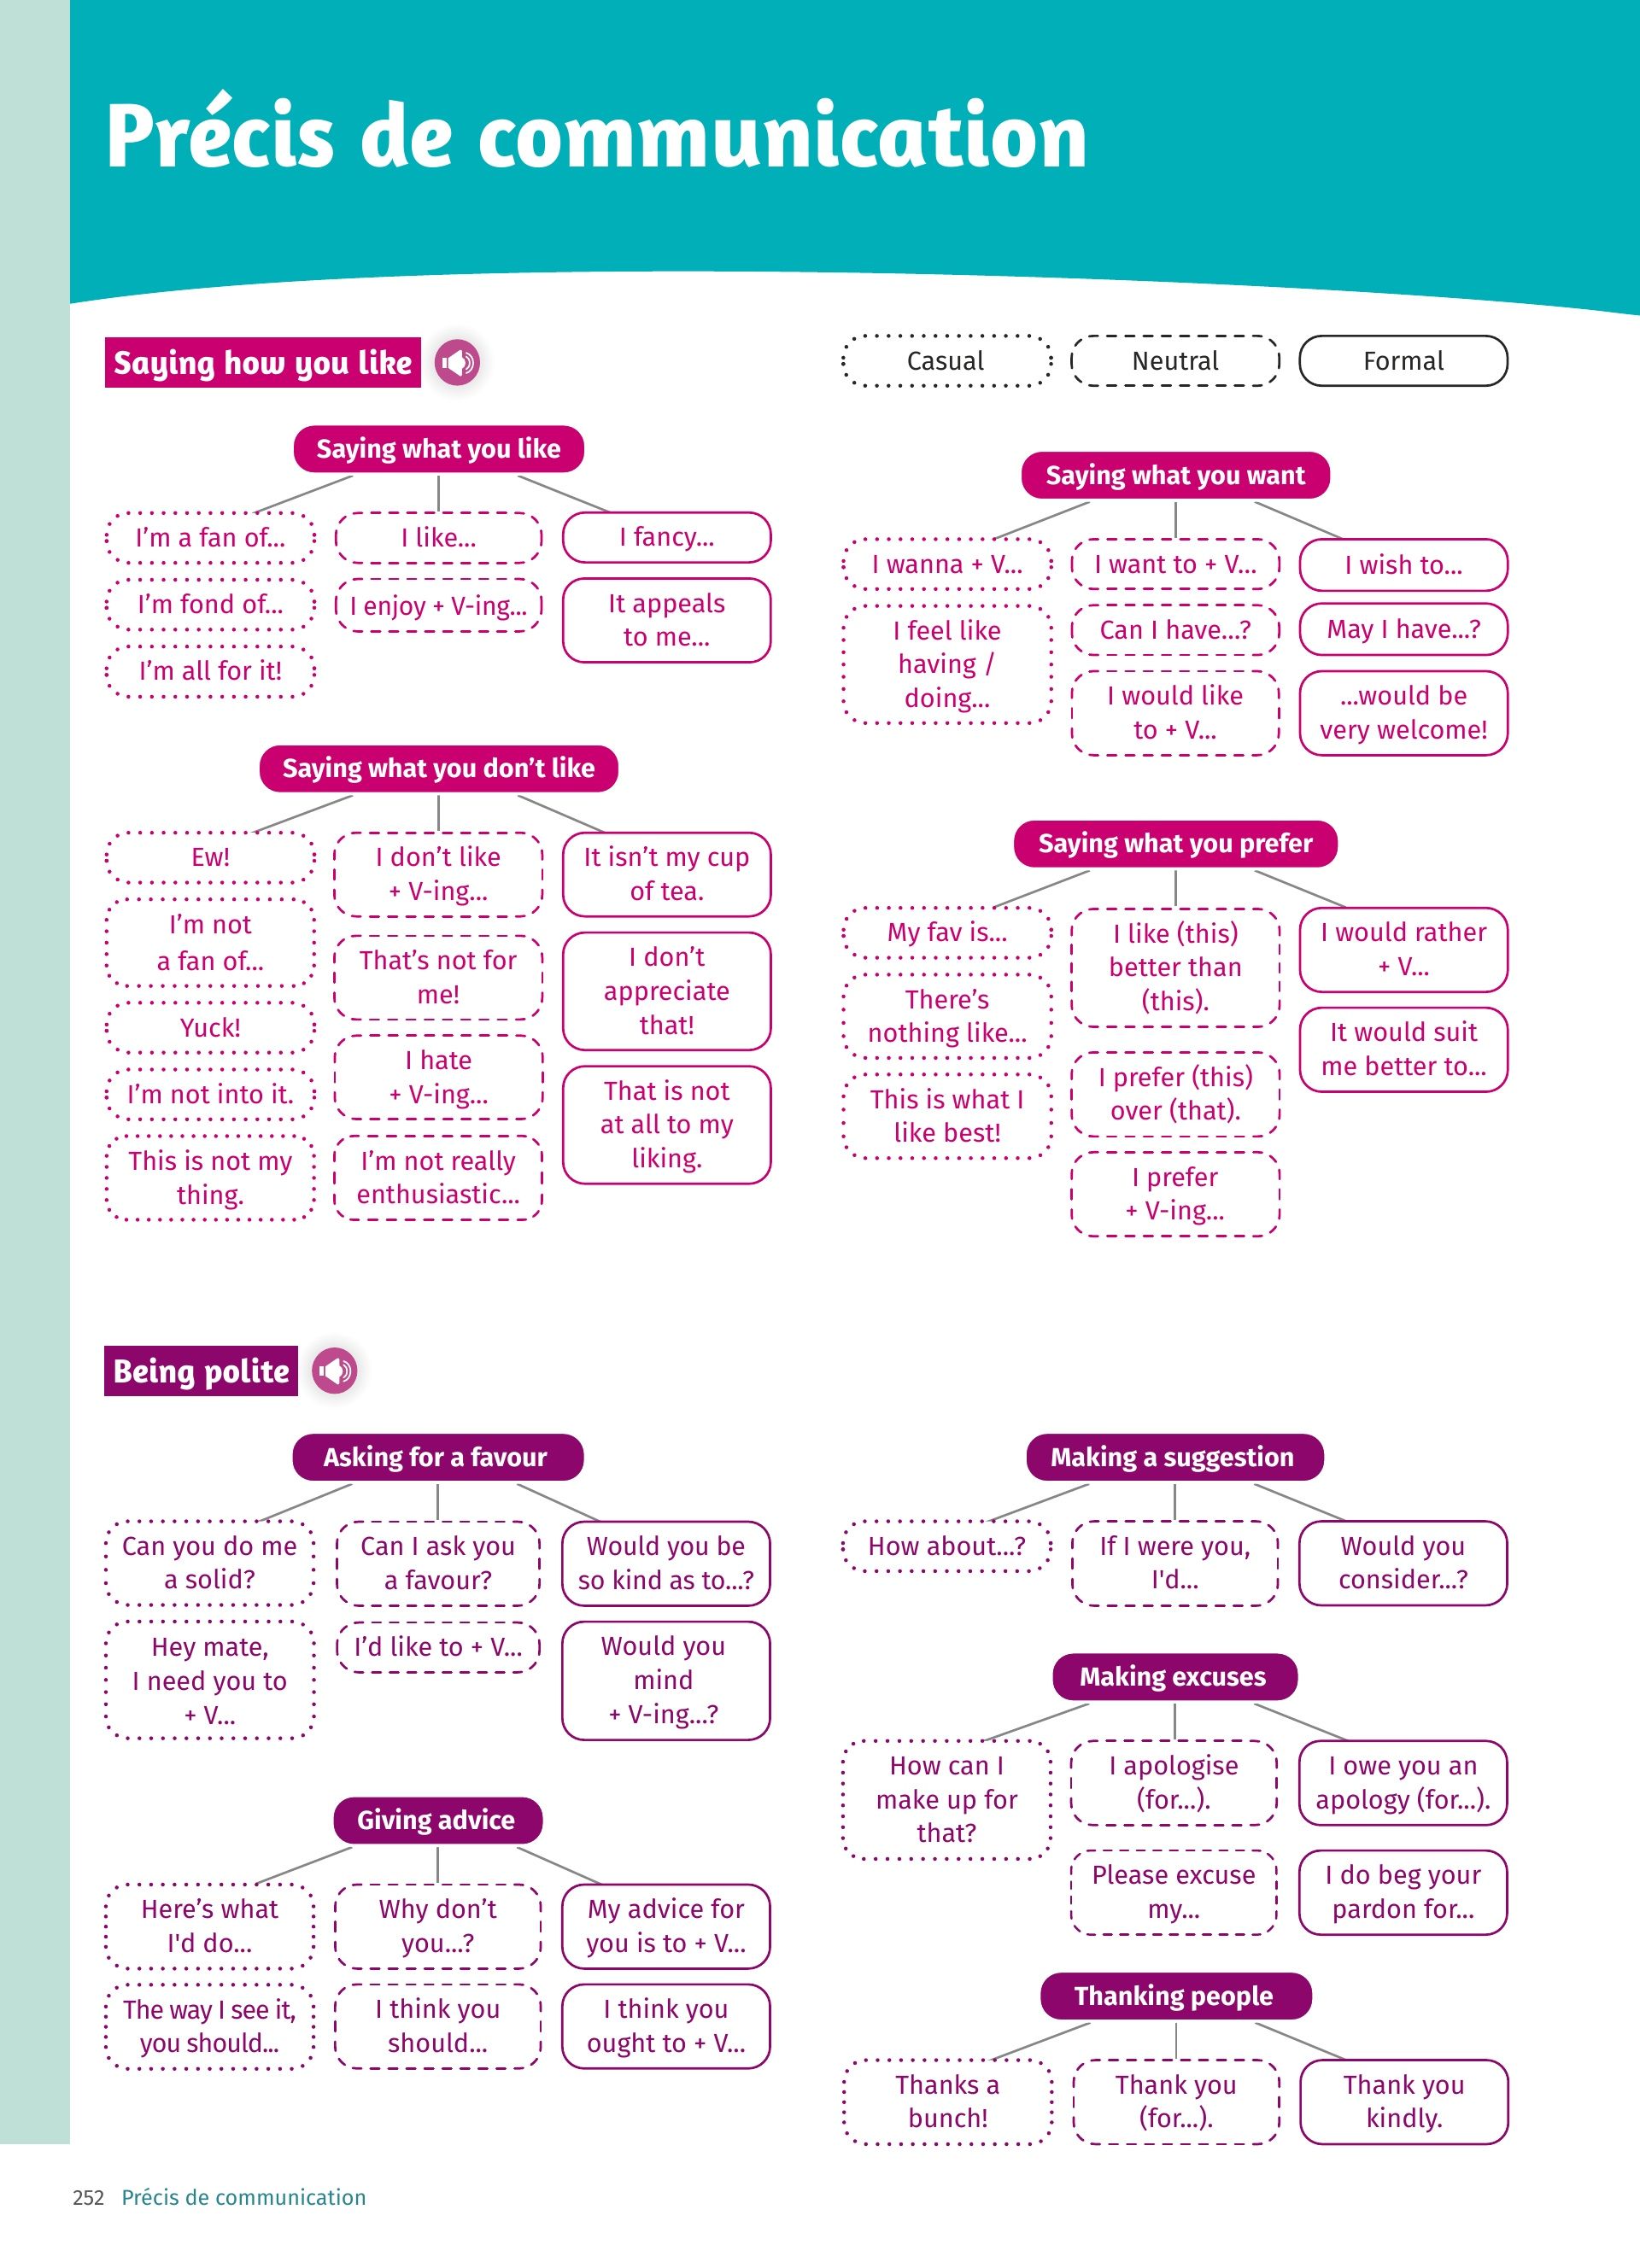 Précis de communication
Saying how you like
Casual
Neutral
Formal
Saying what you like
I'm a fan of...
I'm fond of...
I'm all for it!
I like...
I enjoy + V-ing...
I fancy...
It appeals
to me...
Saying what you want
I wanna + V...
I feel like
having /
doing...
I want to + V...
Can I have...?
I would like
to + V...
I wish to...
May I have...?
...would be
very welcome!
Saying what you don't like
Ew!
I'm not
a fan of...
Yuck!
I'm not into it.
This is not my
thing.
I don't like
+ V-ing...
That's not for
me!
I hate
+ V-ing...
I'm not really
enthusiastic...
It isn't my cup
of tea.
I don't
appreciate
that!
That is not
at all to my
liking.
Saying what you prefer
My fav is...
There's
nothing like...
This is what I
like best!
I like (this)
better than
(this).
I prefer (this)
over (that).
I prefer
+ V-ing...
I would rather
+ V...
It would suit
me better to...
Being polite
Asking for a favour
Can you do me
a solid?
Hey mate,
I need you to
+ V...
Can I ask you
a favour?
I'd like to + V...
Would you be
so kind as to...?
Would you
mind
+ V-ing...?
Making a suggestion
How about...?
If I were you,
I'd...
Would you
consider...?
Making excuses
How can I
make up for
that?
I apologise
(for...).
Please excuse
my...
I owe you an
apology (for...).
I do beg your
pardon for...
Giving advice
Here's what
I'd do...
The way I see it,
you should...
Why don't
you...?
I think you
should...
My advice for
you is to + V...
I think you
ought to + V...
Thanking people
Thanks a
bunch!
Thank you
(for...).
Thank you
kindly.
252 Précis de communication